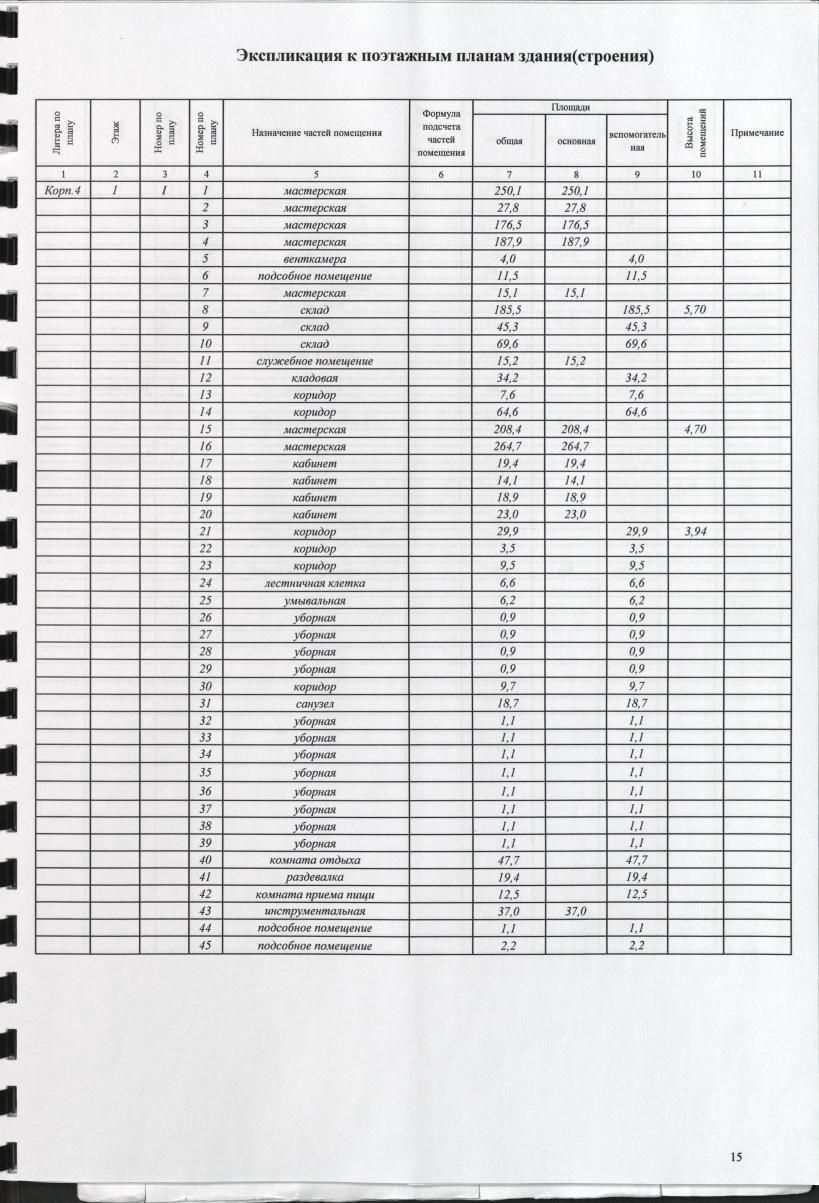 Экспликация к поэтажным планам здания(строения)
Литера по плану Этаж Номер по плану Номер по плану Назначение частей помещения Формула подсчета частей помещения Площади Высота помещений Примечание
общая основная вспомогатель ная
1 2 3 4 5 6 7 8 9 10 11
Корп.4 1 I 1 мастерская 250,1 250,1
2 мастерская 27,8 27,8
3 мастерская 176,5 176,5
4 мастерская 187,9 187,9
5 венткамера 4,0 4,0
6 подсобное помещение 11,5 11,5
7 мастерская 15,1 15,1
8 склад 185,5 185,5 5,70
9 склад 45,3 45,3
10 склад 69,6 69,6
11 служебное помещение 15,2 15,2
12 кладовая 34,2 34,2
13 коридор 7,6 7,6
14 коридор 64,6 64,6
15 мастерская 208,4 208,4 4,70
16 мастерская 264,7 264,7
17 кабинет 19,4 19,4
18 кабинет 14,1 14,1
19 кабинет 18,9 18,9
20 кабинет 23,0 23,0
21 коридор 29,9 29,9 3,94
22 коридор 3,5 3,5
23 коридор 9,5 9,5
24 лестничная клетка 6,6 6,6
25 умывальная 6,2 6,2
26 уборная 0,9 0,9
27 уборная 0,9 0,9
28 уборная 0,9 0,9
29 уборная 0,9 0,9
30 коридор 9,7 9,7
31 санузел 18,7 18,7
32 уборная 1,1 1,1
33 уборная 1,1 1,1
34 уборная 1,1 1,1
35 уборная 1,1 1,1
36 уборная 1,1 1,1
37 уборная 1,1 1,1
38 уборная 1,1 1,1
39 уборная 1,1 1,1
40 комната отдыха 47,7 47,7
41 раздевалка 19,4 19,4
42 комната приема пищи 12,5 12,5
43 инструментальная 37,0 37,0
44 подсобное помещение 1,1 1,1
45 подсобное помещение 2,2 2,2
15